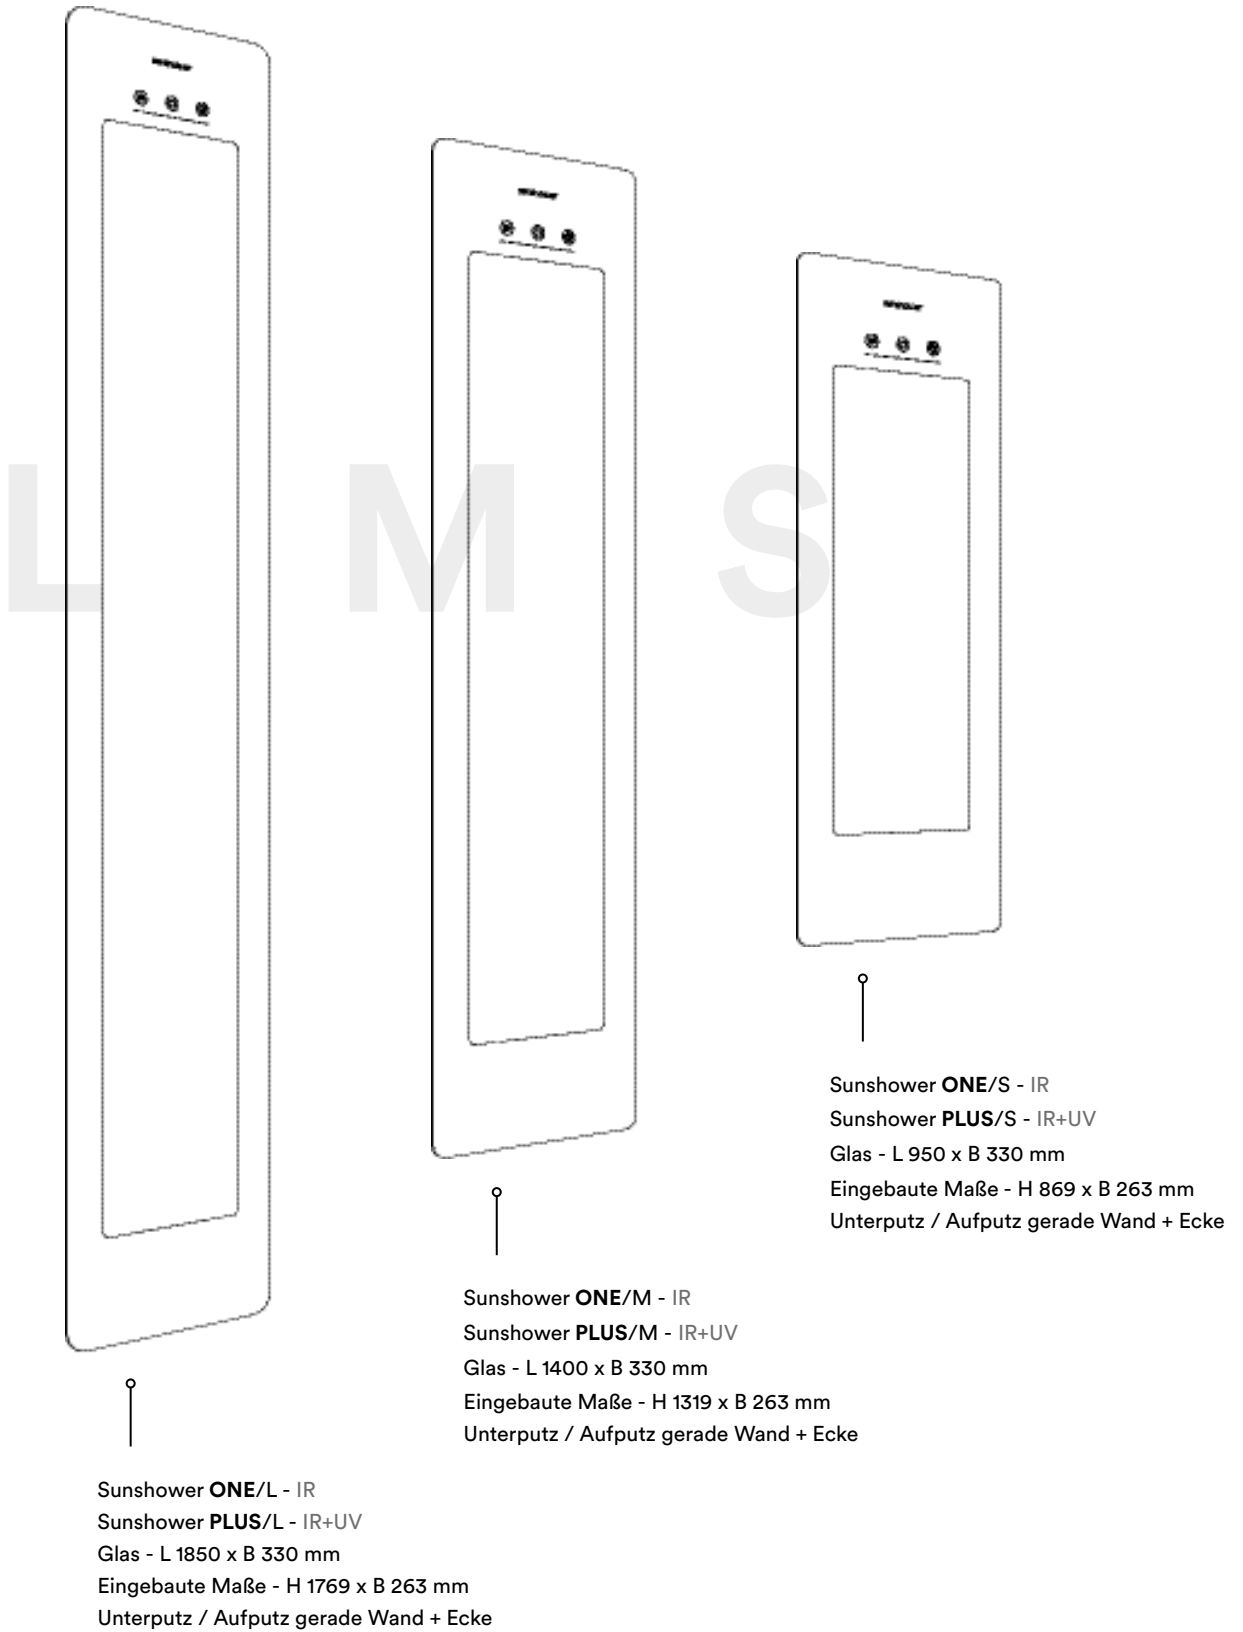 L
M
S
Sunshower ONE/S - IR
Sunshower PLUS/S - IR+UV
Glas - L 950 x B 330 mm
Eingebaute Maße - H 869 x B 263 mm
Unterputz / Aufputz gerade Wand + Ecke
Sunshower ONE/M - IR
Sunshower PLUS/M - IR+UV
Glas - L 1400 x B 330 mm
Eingebaute Maße - H 1319 x B 263 mm
Unterputz / Aufputz gerade Wand + Ecke
Sunshower ONE/L - IR
Sunshower PLUS/L - IR+UV
Glas - L 1850 x B 330 mm
Eingebaute Maße - H 1769 x B 263 mm
Unterputz / Aufputz gerade Wand + Ecke